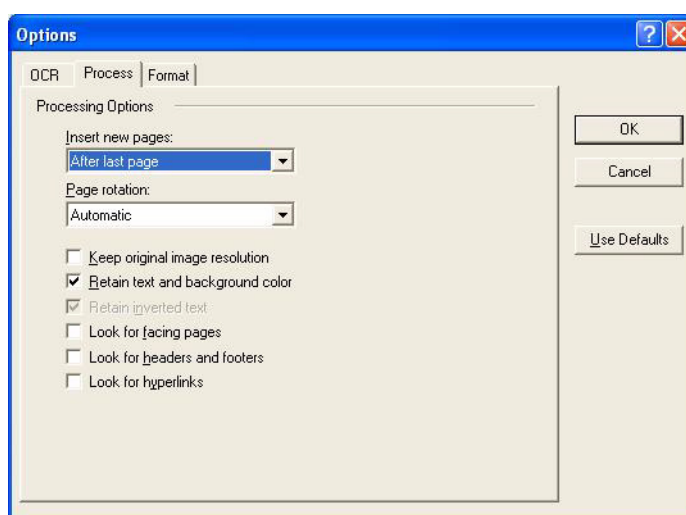 Options
OCR
Process
Format
Processing Options
Insert new pages:
After last page
Page rotation:
Automatic
Keep original image resolution
Retain text and background color
Retain inverted text
Look for facing pages
Look for headers and footers
Look for hyperlinks
OK
Cancel
Use Defaults